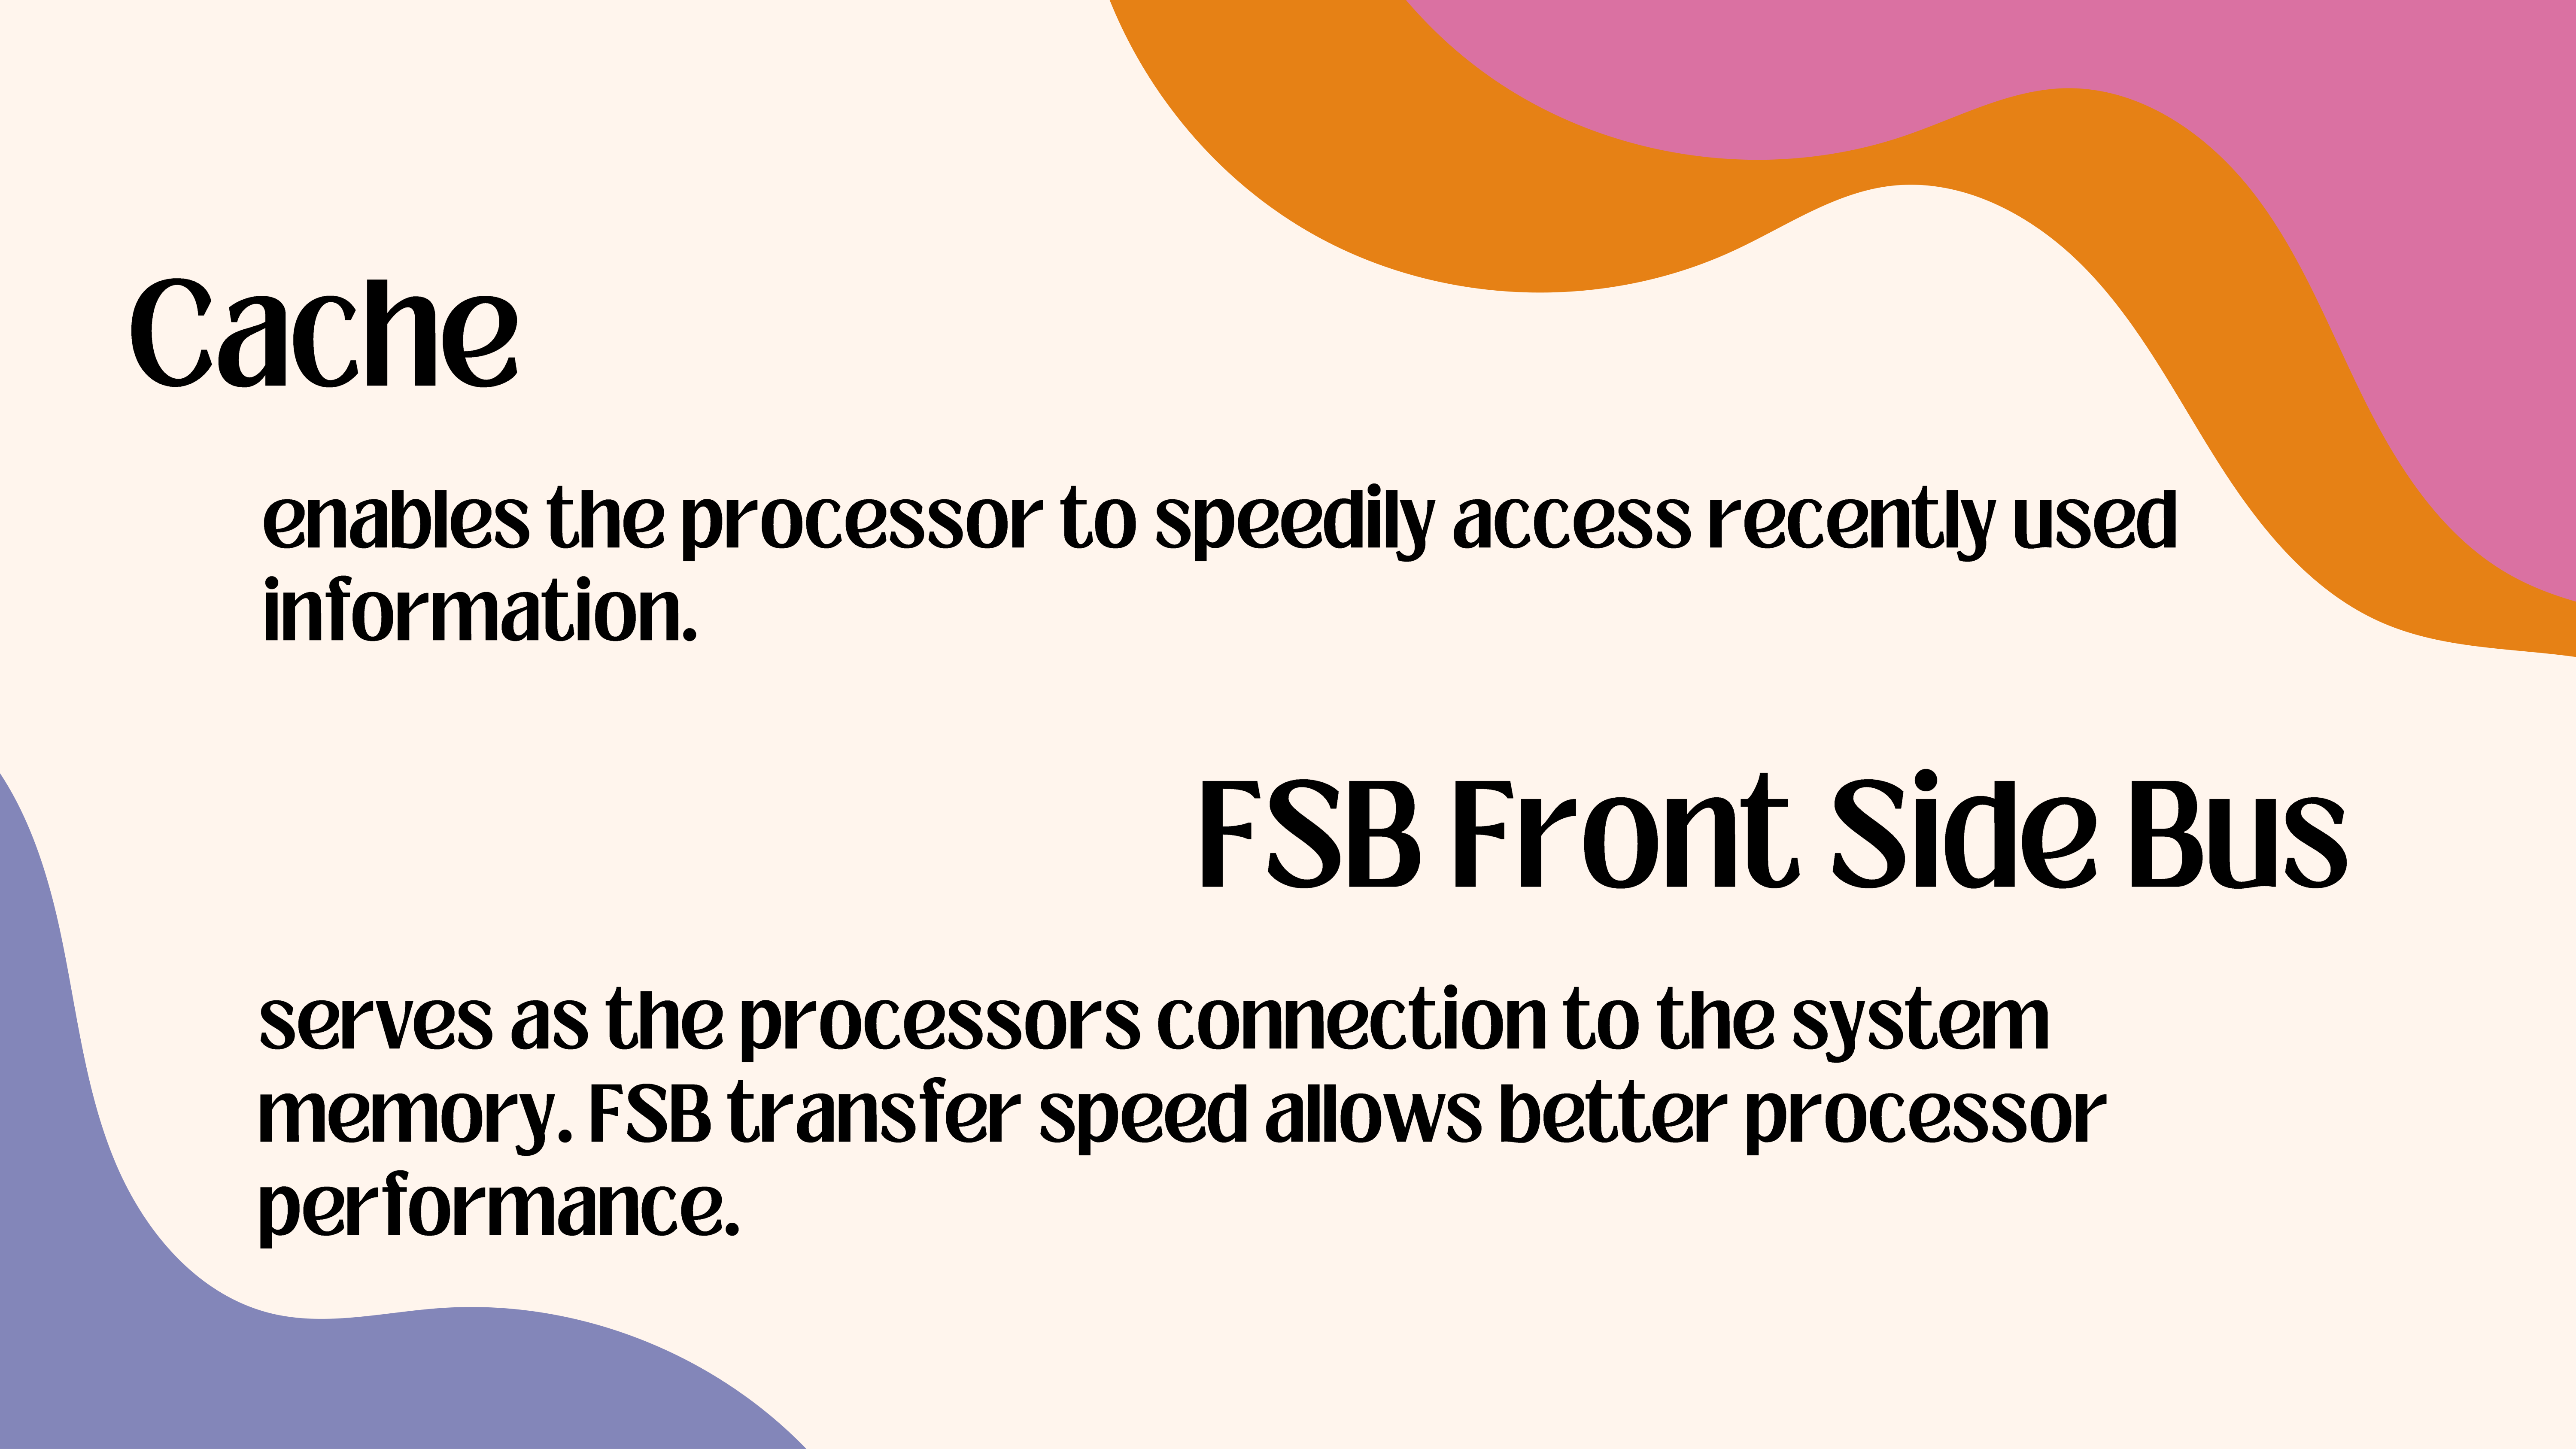 Cache
enables the processor to speedily access recently used
information.
FSB Front Side Bus
serves as the processors connection to the system
memory. FSB transfer speed allows better processor
performance.